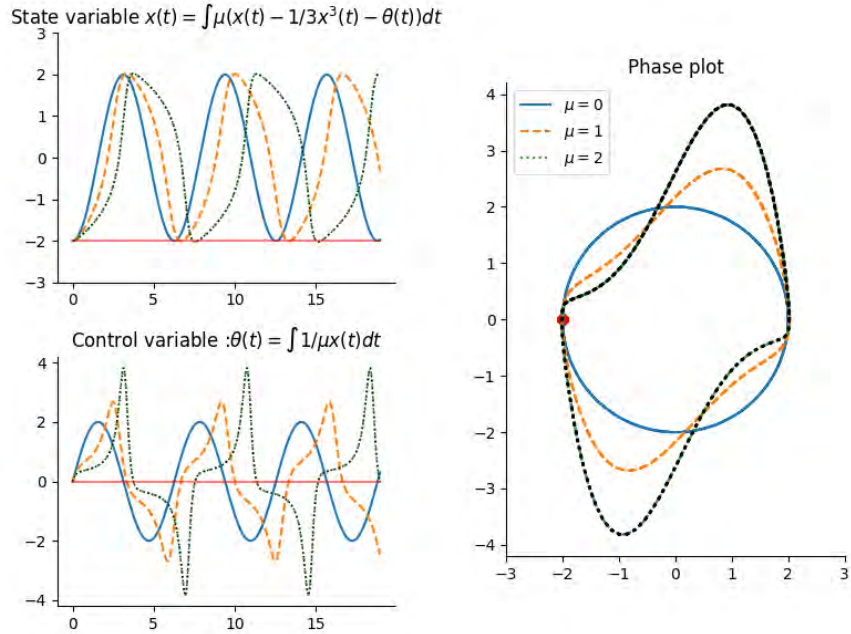 State variable x(t) = ∫μ(x(t) − 1/3x³(t) − θ(t))dt
3
2
1
0
−1
−2
−3
0 5 10 15
Control variable :θ(t) = ∫1/μx(t)dt
4
2
0
−2
−4
0 5 10 15
Phase plot
μ = 0
μ = 1
μ = 2
4
3
2
1
0
−1
−2
−3
−4
−3 −2 −1 0 1 2 3